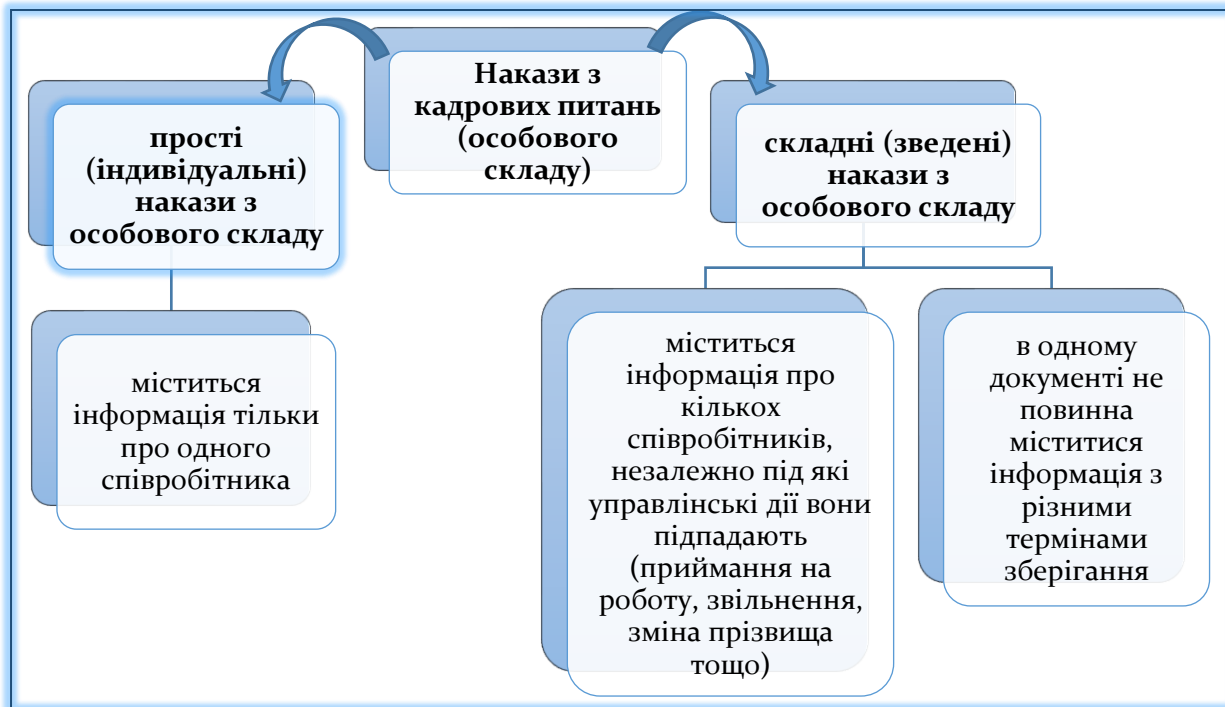 Накази з
кадрових питань
(особового
складу)
прості
(індивідуальні)
накази з
особового складу
складні (зведені)
накази з
особового складу
міститься
інформація тільки
про одного
співробітника
міститься
інформація про
кількох
співробітників,
незалежно під які
управлінські дії вони
підпадають
(приймання на
роботу, звільнення,
зміна прізвища
тощо)
в одному
документі не
повинна
міститися
інформація з
різними
термінами
зберігання